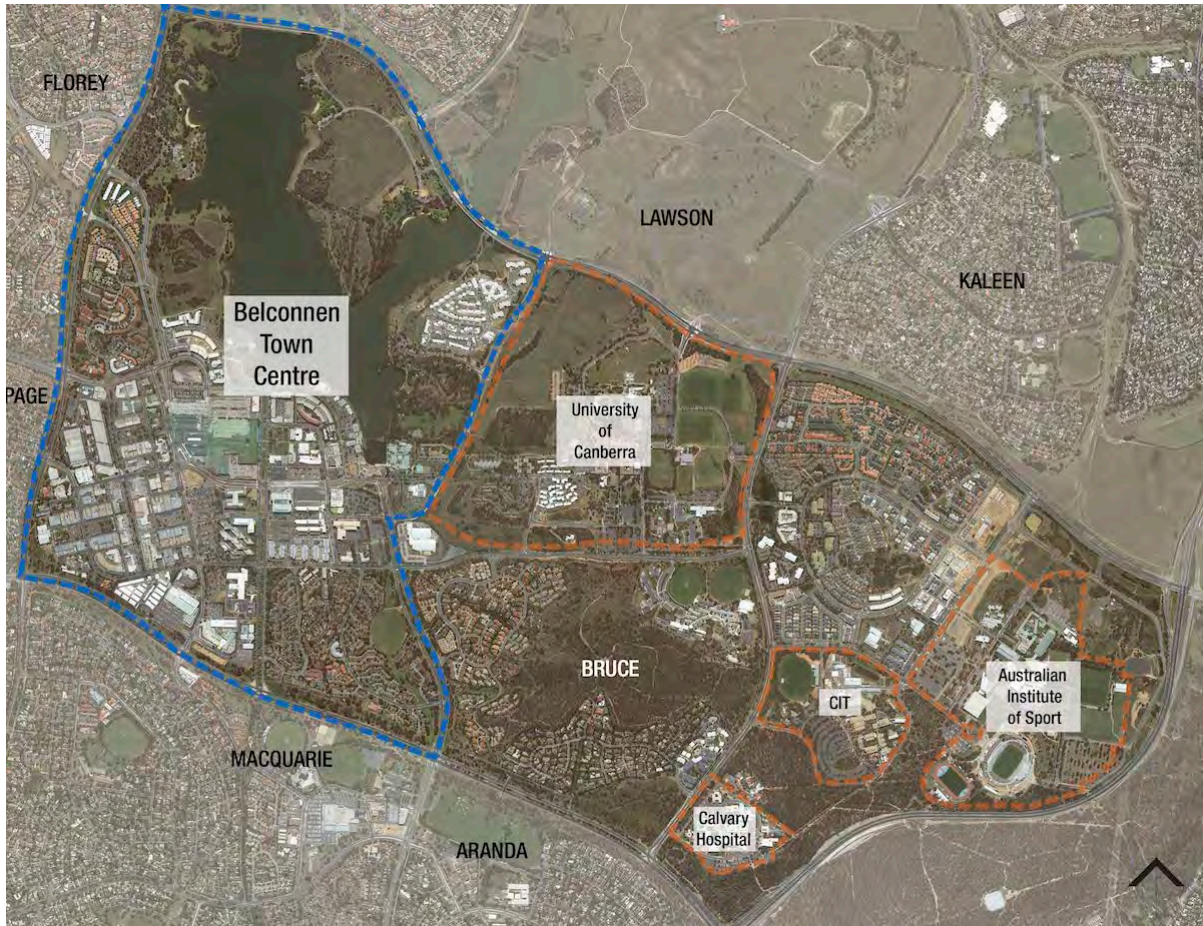 FLOREY
LAWSON
KALEEN
Belconnen
Town
Centre
PAGE
University
of
Canberra
BRUCE
Australian
Institute
of Sport
CIT
MACQUARIE
Calvary
Hospital
ARANDA